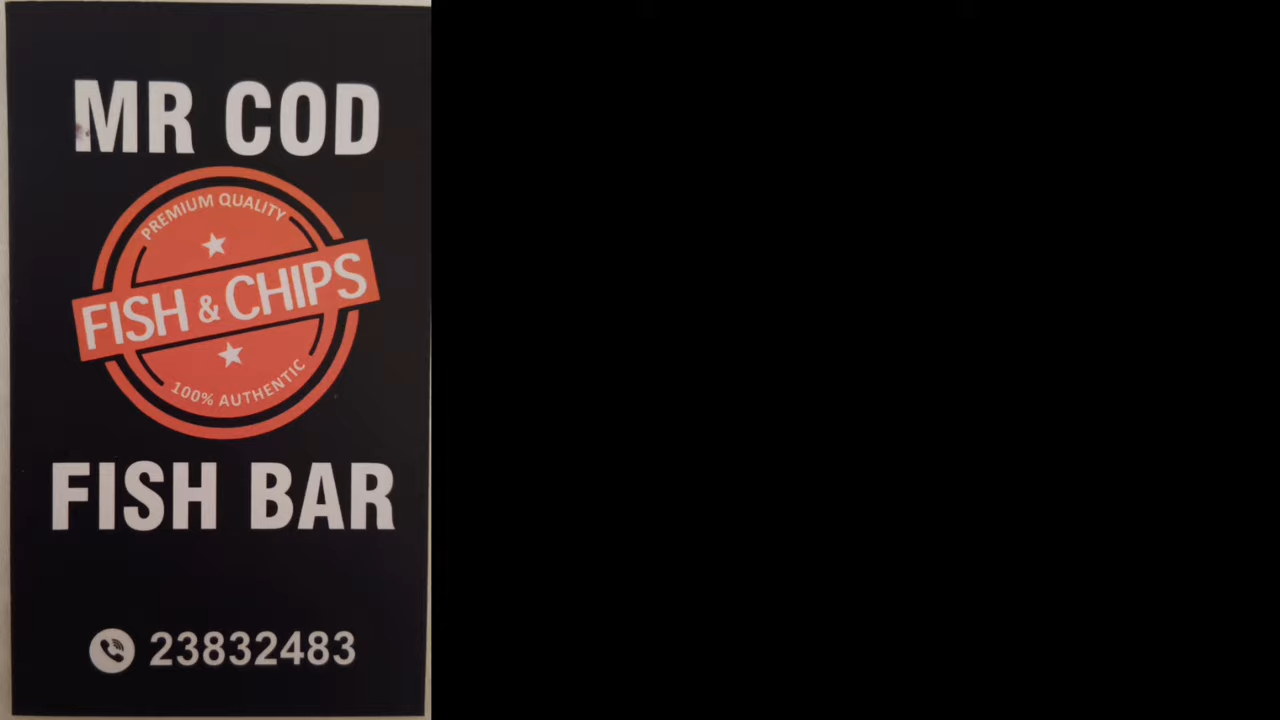 MR COD
PREMIUM QUALITY
FISH & CHIPS
100% AUTHENTIC
FISH BAR
23832483